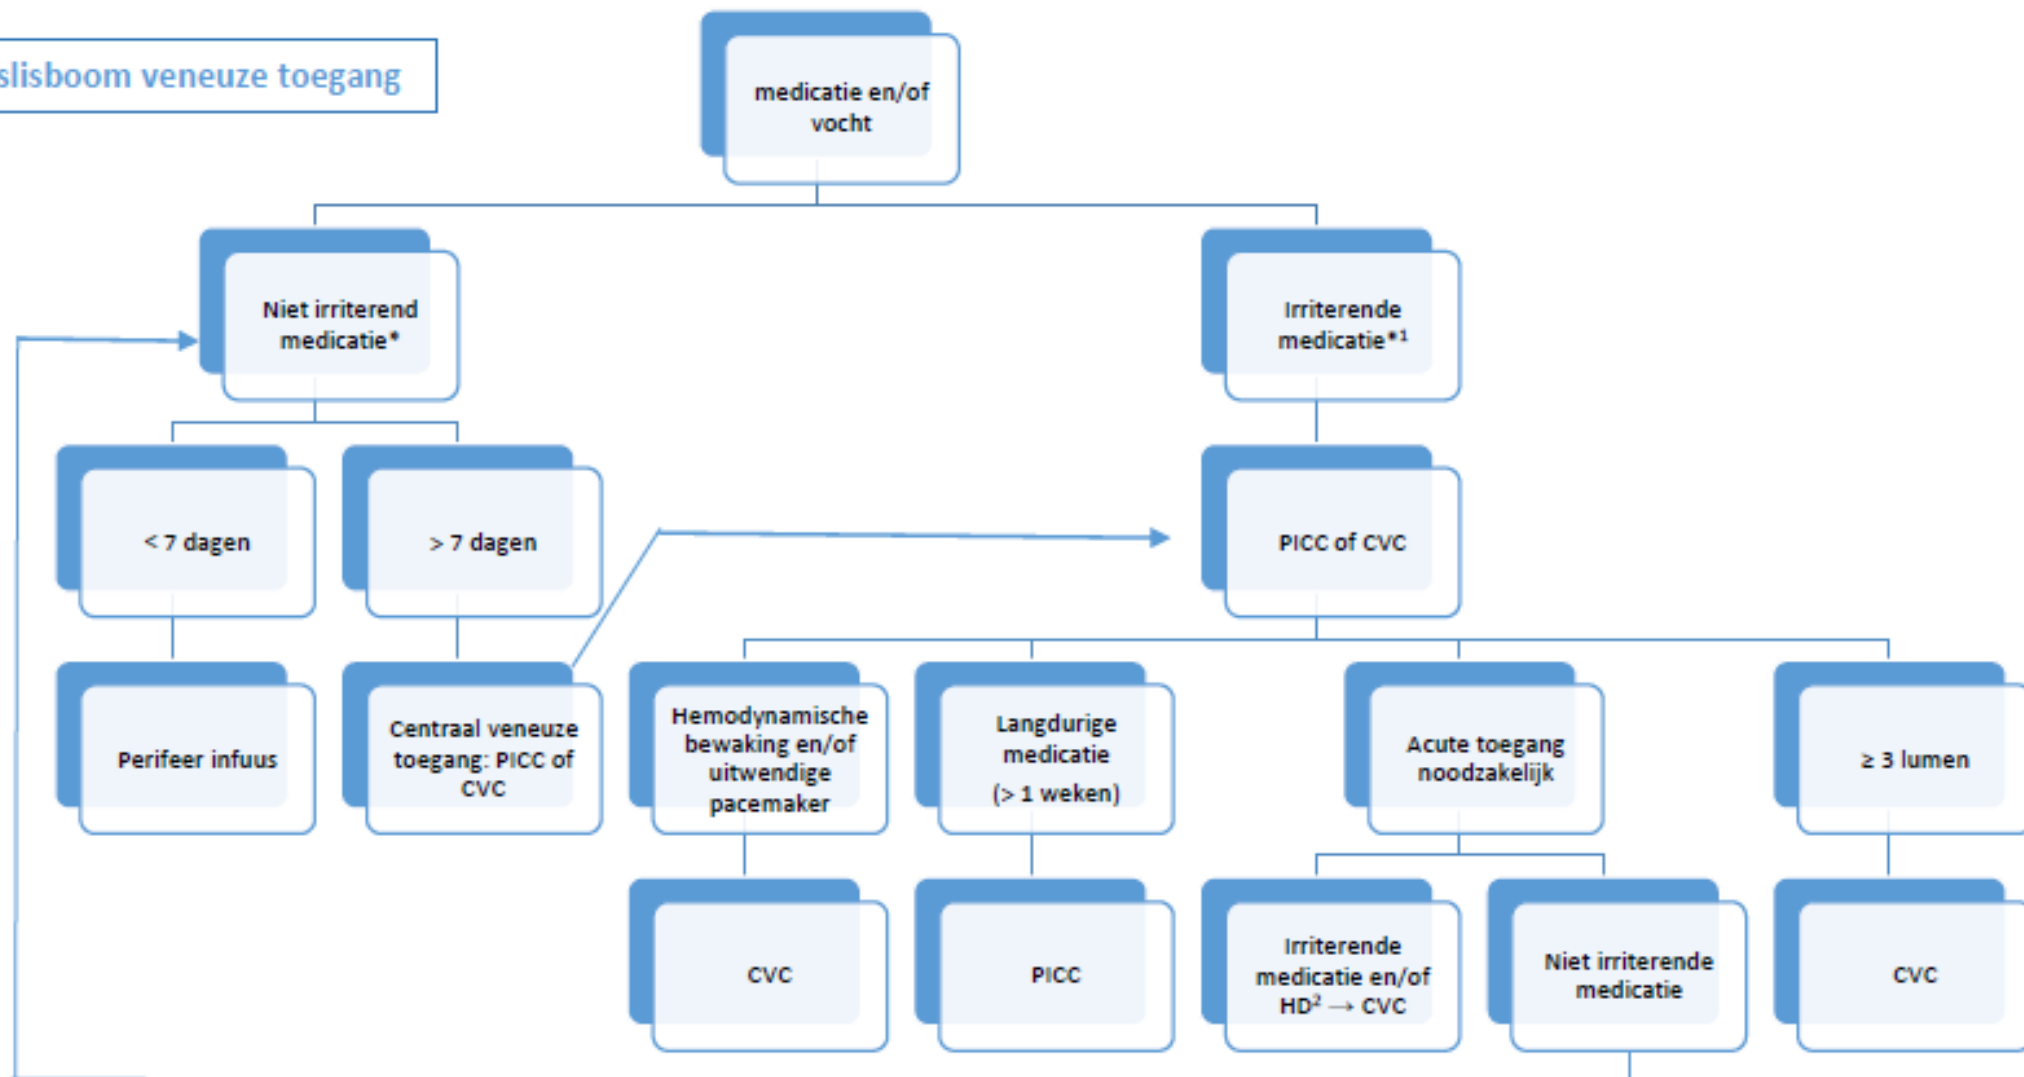 slisboom veneuze toegang
medicatie en/of
vocht
Niet irriterend
medicatie*
Irriterende
medicatie*¹
< 7 dagen
> 7 dagen
PICC of CVC
Perifeer infuus
Centraal veneuze
toegang: PICC of
CVC
Hemodynamische
bewaking en/of
uitwendige
pacemaker
Langdurige
medicatie
(> 1 weken)
Acute toegang
noodzakelijk
≥ 3 lumen
CVC
PICC
Irriterende
medicatie en/of
HD² → CVC
Niet irriterende
medicatie
CVC